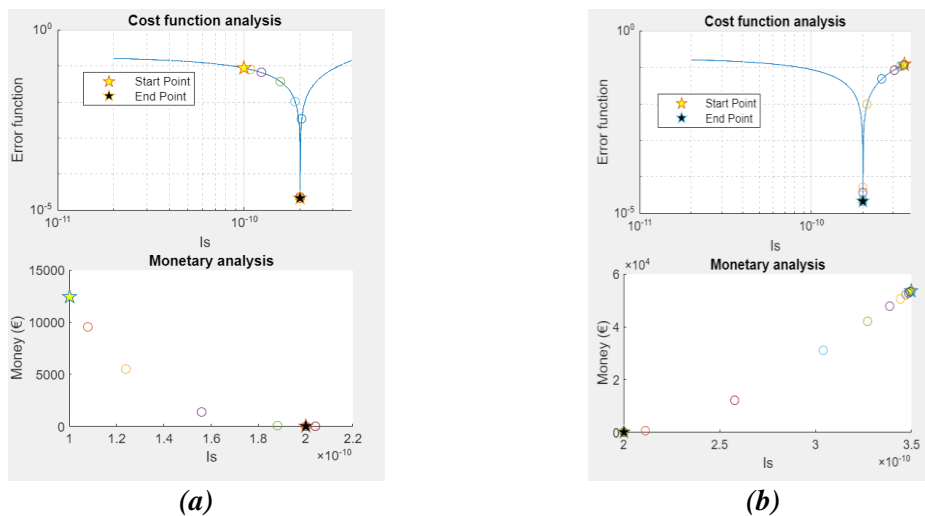 Cost function analysis
10^0
Error function
Start Point
End Point
10^-5
10^-11
10^-10
Is
Monetary analysis
15000
10000
5000
0
Money (€)
1
1.2
1.4
1.6
1.8
2
2.2
×10^-10
Is
(a)
Cost function analysis
10^0
Error function
Start Point
End Point
10^-5
10^-11
10^-10
Is
Monetary analysis
×10^4
6
4
2
0
Money (€)
2
2.5
3
3.5
×10^-10
Is
(b)